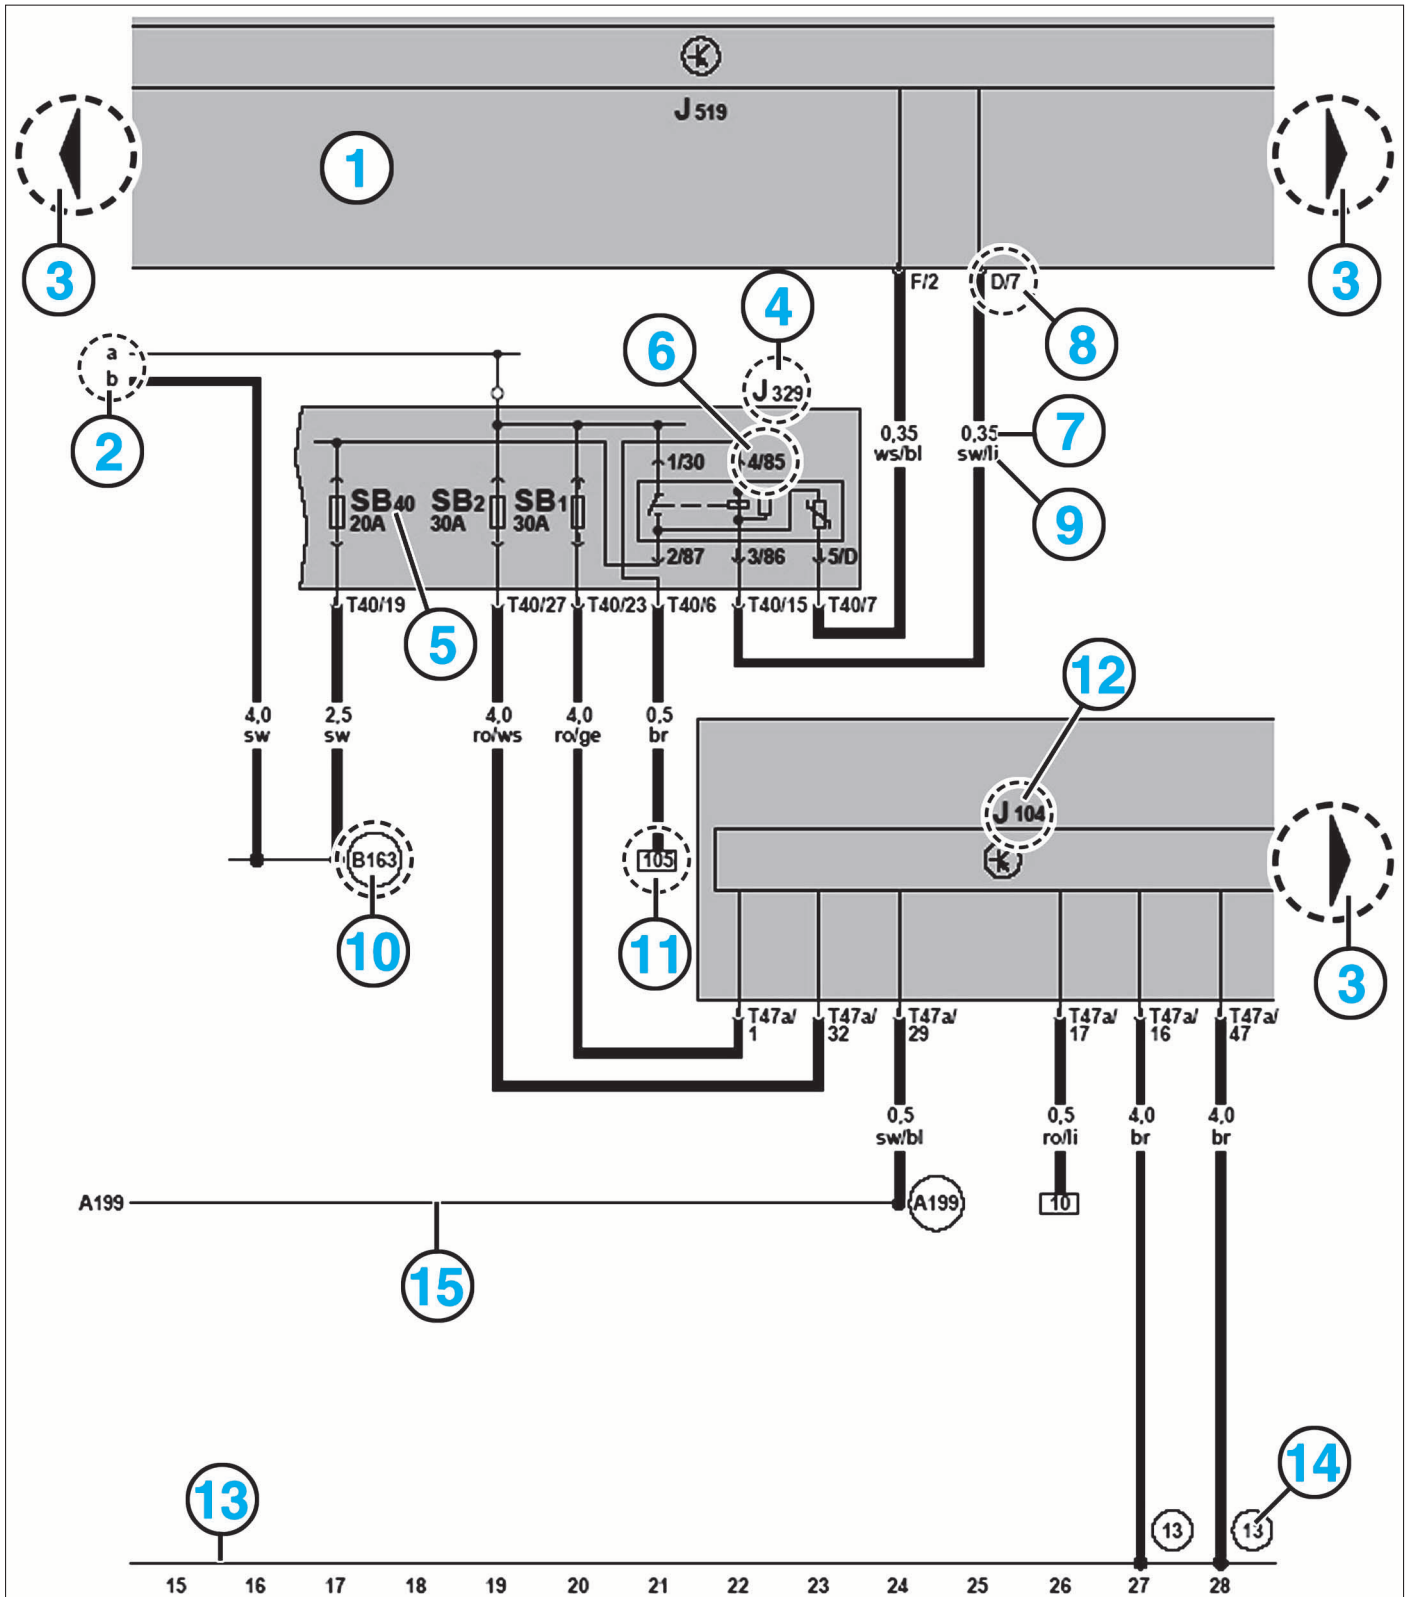 J 519
1
3
3
F/2
D/7
4
8
6
a
b
2
J 329
0,35
ws/bl
0,35
sw/li
7
9
1/30
4/85
SB40
20A
SB2
30A
SB1
30A
2/87
3/86
5/D
T40/19
T40/27
T40/23
T40/6
T40/15
T40/7
5
12
4,0
sw
2,5
sw
4,0
ro/ws
4,0
ro/ge
0,5
br
J 104
B163
105
10
11
3
T47a/
1
T47a/
32
T47a/
29
T47a/
17
T47a/
16
T47a/
47
0,5
sw/bl
0,5
ro/li
4,0
br
4,0
br
A199
A199
10
15
14
13
13
13
15 16 17 18 19 20 21 22 23 24 25 26 27 28